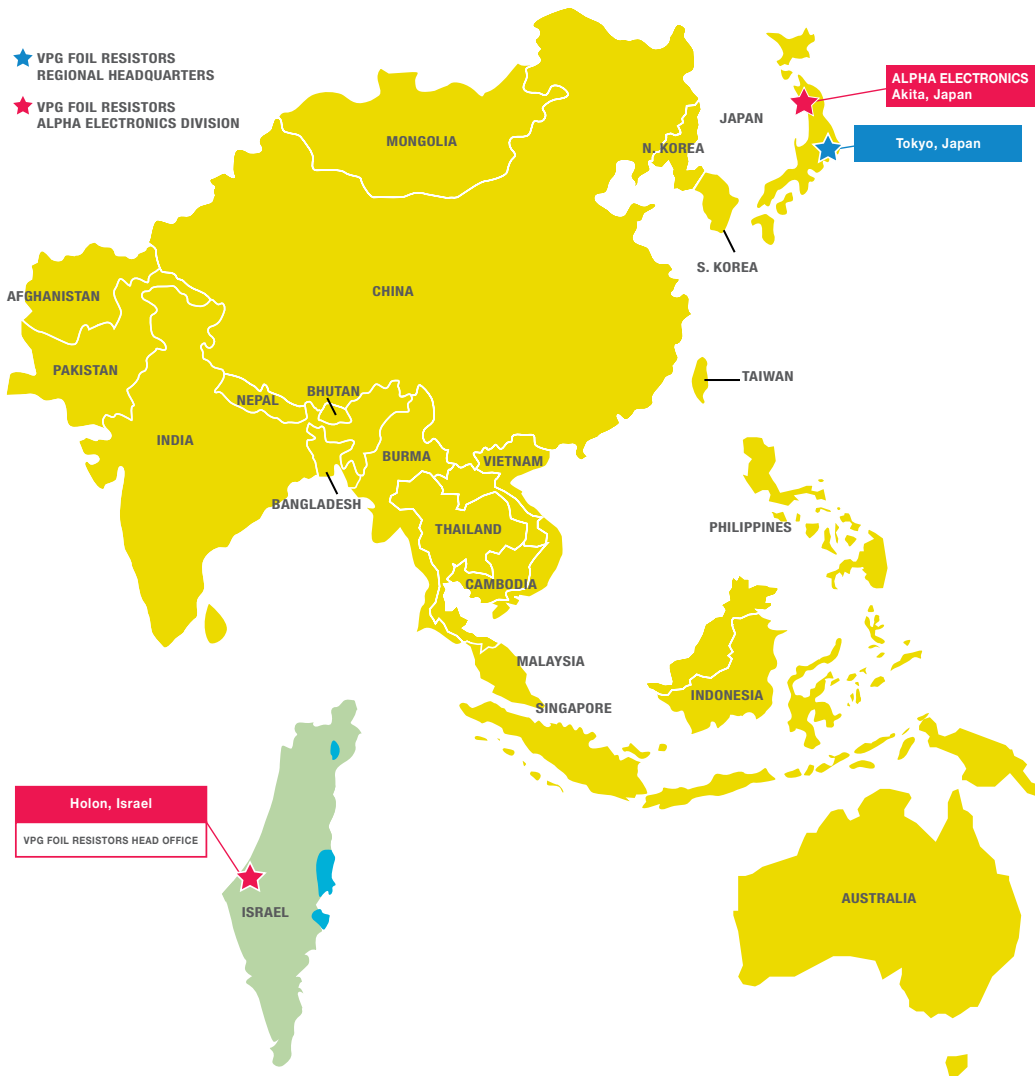 VPG FOIL RESISTORS
REGIONAL HEADQUARTERS
VPG FOIL RESISTORS
ALPHA ELECTRONICS DIVISION
ALPHA ELECTRONICS
Akita, Japan
JAPAN
MONGOLIA
N. KOREA
Tokyo, Japan
S. KOREA
CHINA
AFGHANISTAN
PAKISTAN
TAIWAN
BHUTAN
NEPAL
INDIA
BURMA
VIETNAM
BANGLADESH
THAILAND
PHILIPPINES
CAMBODIA
MALAYSIA
INDONESIA
SINGAPORE
Holon, Israel
VPG FOIL RESISTORS HEAD OFFICE
ISRAEL
AUSTRALIA